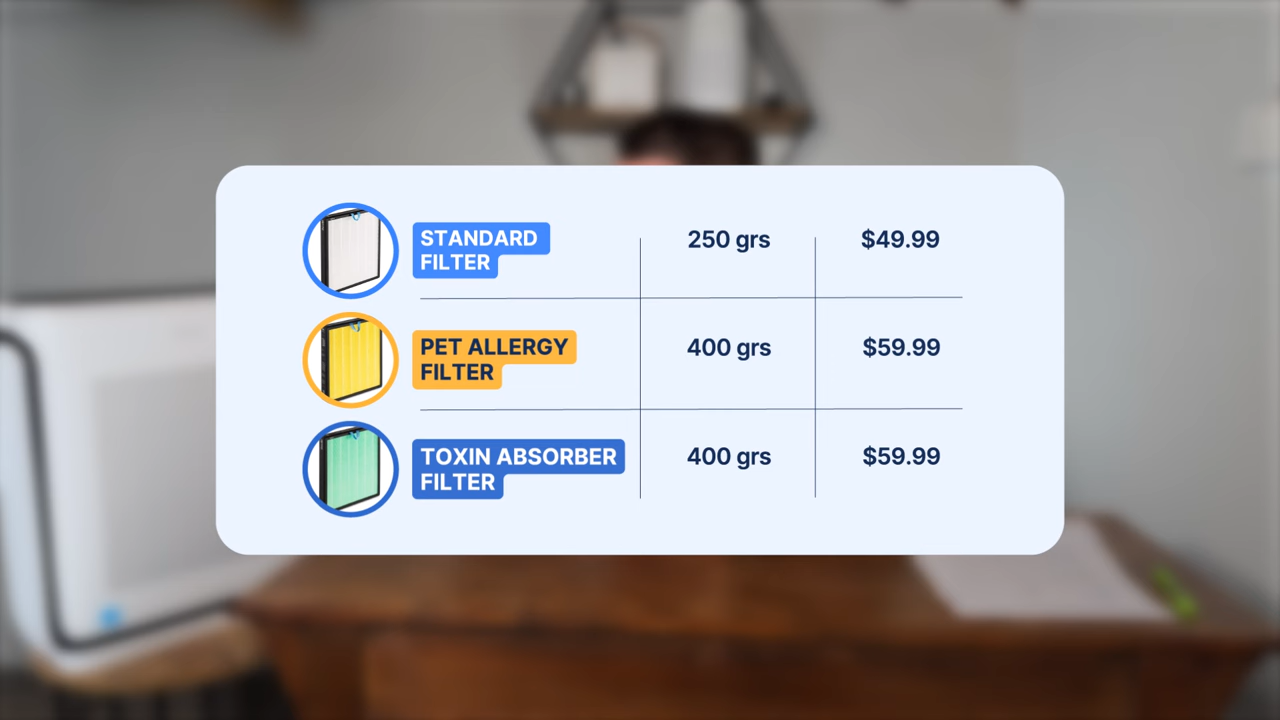 STANDARD
FILTER
250 grs
$49.99
PET ALLERGY
FILTER
400 grs
$59.99
TOXIN ABSORBER
FILTER
400 grs
$59.99